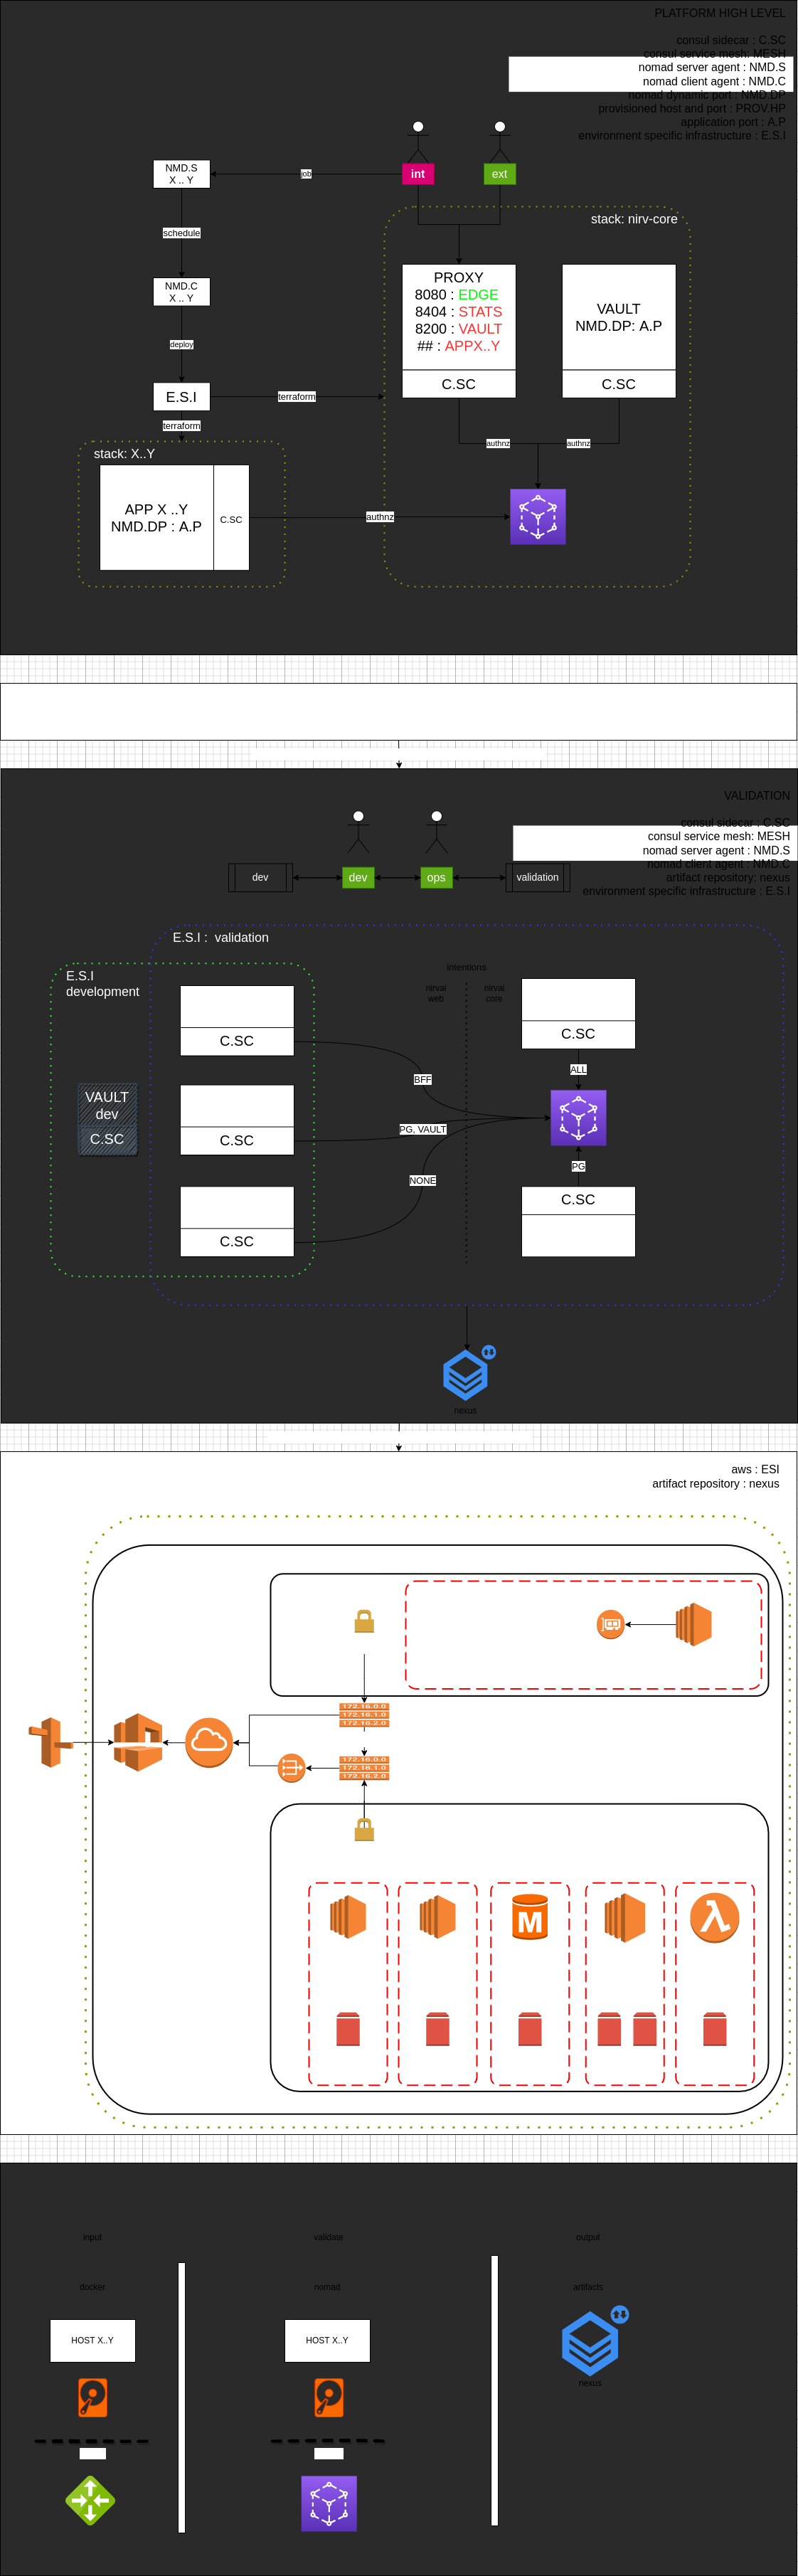 PLATFORM HIGH LEVEL
consul sidecar : C.SC
consul service mesh: MESH
nomad server agent : NMD.S
nomad client agent : NMD.C
nomad dynamic port : NMD.DP
provisioned host and port : PROV.HP
application port : A.P
environment specific infrastructure : E.S.I
NMD.S
X .. Y
job
int
ext
schedule
stack: nirv-core
NMD.C
X .. Y
PROXY
8080 : EDGE
8404 : STATS
8200 : VAULT
## : APPX..Y
C.SC
VAULT
NMD.DP: A.P
C.SC
deploy
E.S.I
terraform
terraform
authnz
authnz
stack: X..Y
APP X ..Y
NMD.DP : A.P
C.SC
authnz
VALIDATION
consul sidecar : C.SC
consul service mesh: MESH
nomad server agent : NMD.S
nomad client agent : NMD.C
artifact repository: nexus
environment specific infrastructure : E.S.I
dev
dev
ops
validation
E.S.I : validation
E.S.I
development
intentions
nirvai
web
nirvai
core
C.SC
C.SC
ALL
BFF
VAULT
dev
C.SC
PG, VAULT
C.SC
PG
NONE
C.SC
C.SC
nexus
aws : ESI
artifact repository : nexus
172.16.0.0
172.16.1.0
172.16.2.0
172.16.0.0
172.16.1.0
172.16.2.0
M
λ
input
validate
output
docker
nomad
artifacts
HOST X..Y
HOST X..Y
nexus